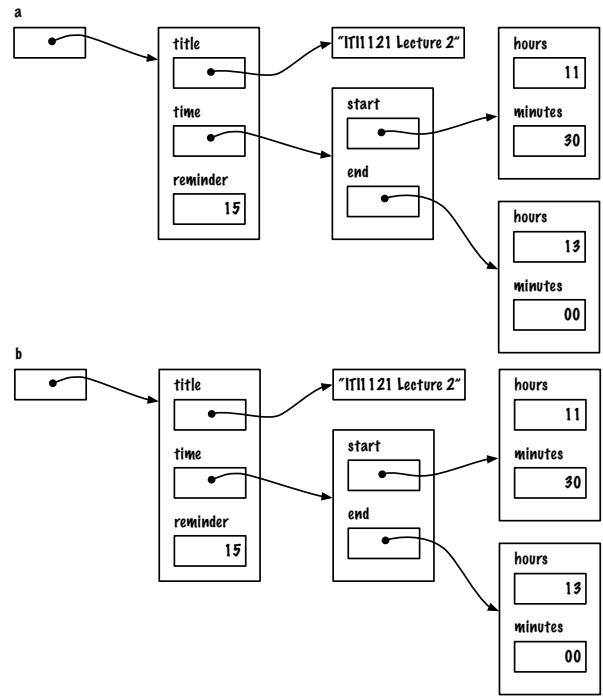 a
title
"ITI1121 Lecture 2"
time
reminder
15
start
end
hours
11
minutes
30
hours
13
minutes
00
b
title
"ITI1121 Lecture 2"
time
reminder
15
start
end
hours
11
minutes
30
hours
13
minutes
00